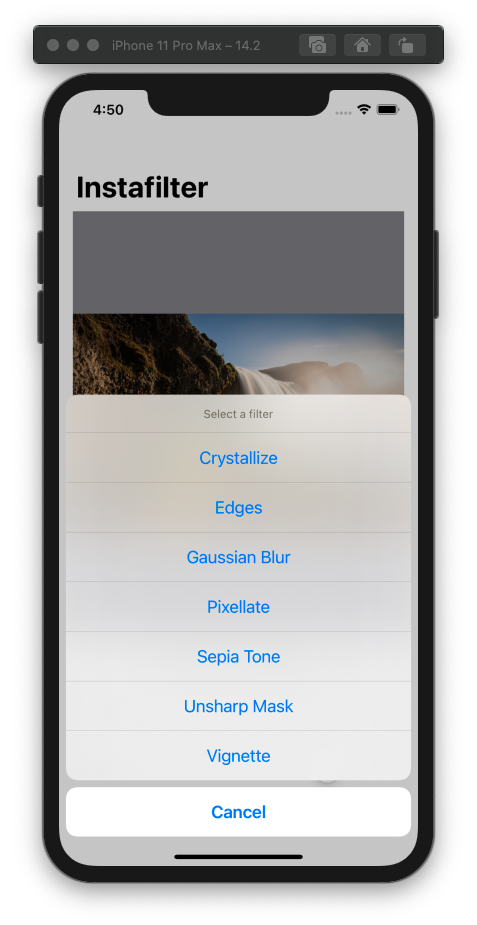 iPhone 11 Pro Max – 14.2
4:50
Instafilter
Select a filter
Crystallize
Edges
Gaussian Blur
Pixellate
Sepia Tone
Unsharp Mask
Vignette
Cancel